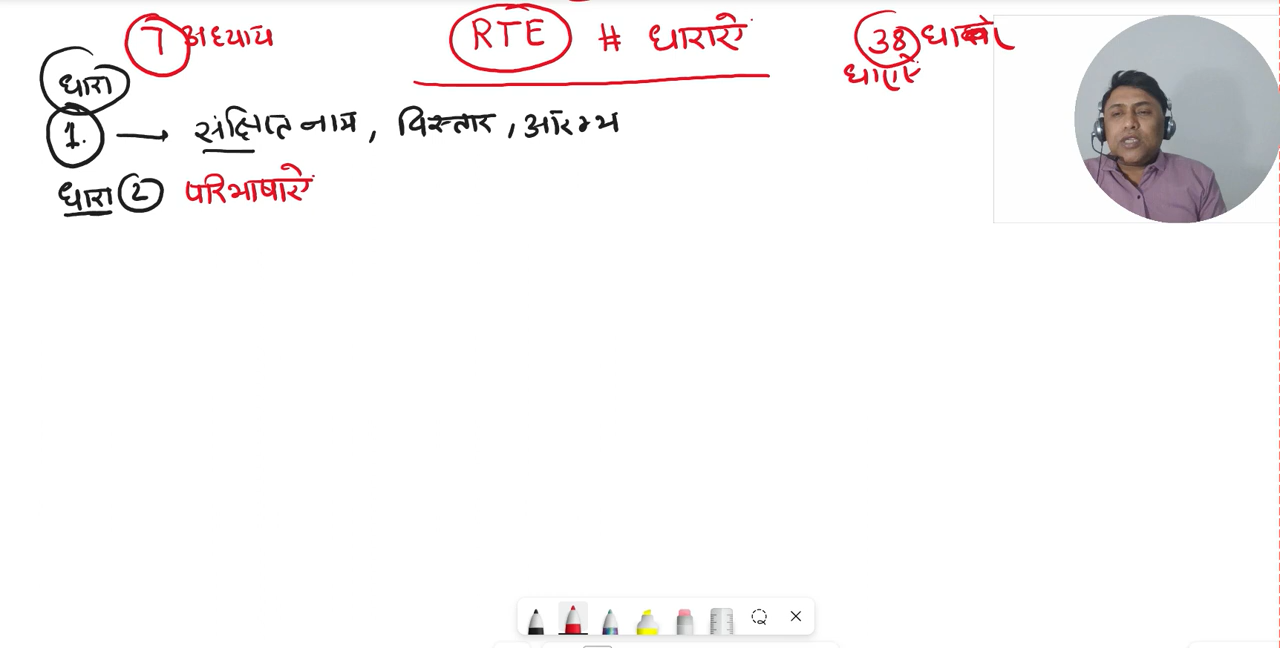 7 अध्याय RTE # धाराऐ 38
धाराऐं
धारा
1. → संक्षिप्त नाम, विस्तार, आरम्भ
धारा 2 परिभाषाऐं